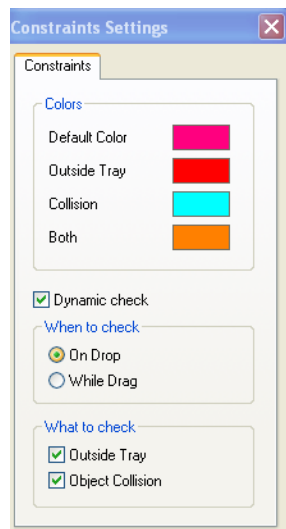 Constraints Settings
Constraints
Colors
Default Color
Outside Tray
Collision
Both
Dynamic check
When to check
On Drop
While Drag
What to check
Outside Tray
Object Collision